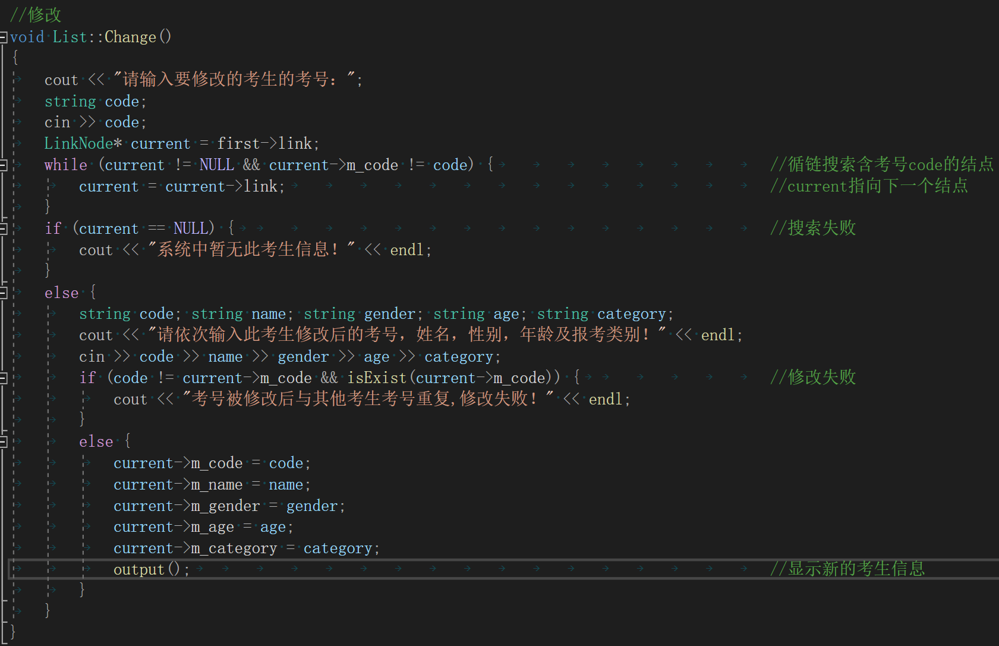 //修改
void List::Change()
{
cout << "请输入要修改的考生的考号：";
string code;
cin >> code;
LinkNode* current = first->link;
while (current != NULL && current->m_code != code) { //循链搜索含考号code的结点
current = current->link; //current指向下一个结点
}
if (current == NULL) { //搜索失败
cout << "系统中暂无此考生信息！" << endl;
}
else {
string code; string name; string gender; string age; string category;
cout << "请依次输入此考生修改后的考号，姓名，性别，年龄及报考类别！" << endl;
cin >> code >> name >> gender >> age >> category;
if (code != current->m_code && isExist(current->m_code)) { //修改失败
cout << "考号被修改后与其他考生考号重复,修改失败！" << endl;
}
else {
current->m_code = code;
current->m_name = name;
current->m_gender = gender;
current->m_age = age;
current->m_category = category;
output(); //显示新的考生信息
}
}
}